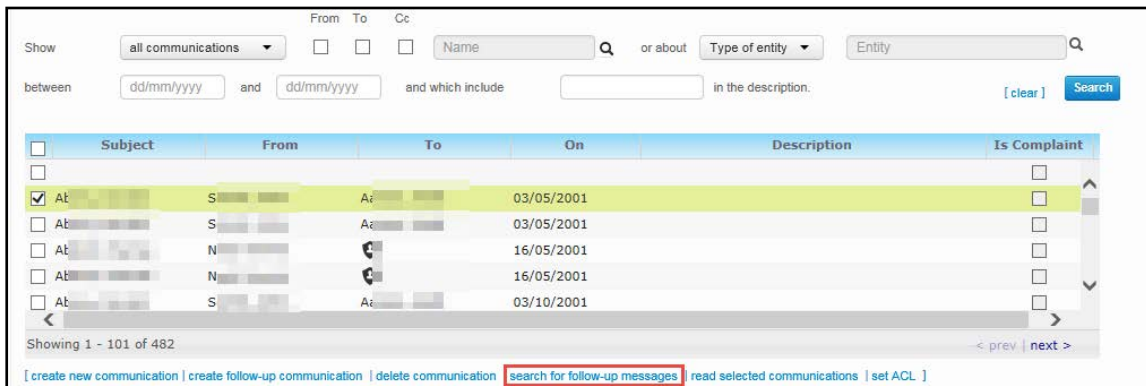 From To Cc
Show all communications Name or about Type of entity Entity
between dd/mm/yyyy and dd/mm/yyyy and which include in the description. [ clear ] Search
Subject From To On Description Is Complaint
03/05/2001
03/05/2001
16/05/2001
16/05/2001
03/10/2001
Showing 1 - 101 of 482 < prev | next >
[ create new communication | create follow-up communication | delete communication search for follow-up messages | read selected communications | set ACL ]